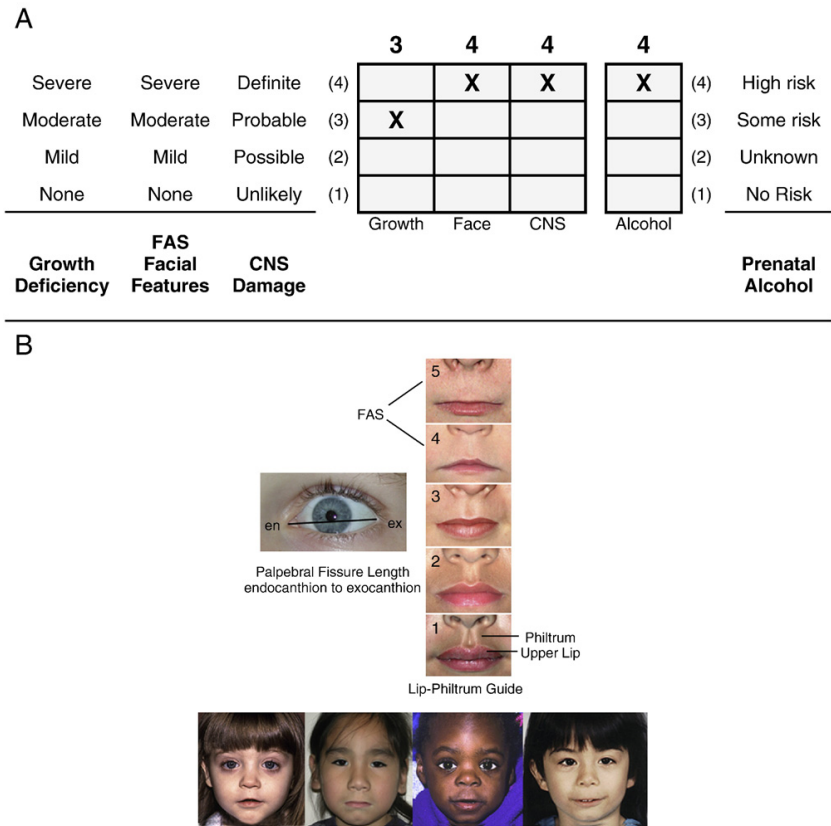 A
3 4 4 4
Severe Severe Definite (4) X X X (4) High risk
Moderate Moderate Probable (3) X (3) Some risk
Mild Mild Possible (2) (2) Unknown
None None Unlikely (1) (1) No Risk
Growth Face CNS Alcohol
Growth
Deficiency
FAS
Facial
Features
CNS
Damage
Prenatal
Alcohol
B
5
FAS
4
3
en ex
2
Palpebral Fissure Length
endocanthion to exocanthion
1
Philtrum
Upper Lip
Lip-Philtrum Guide